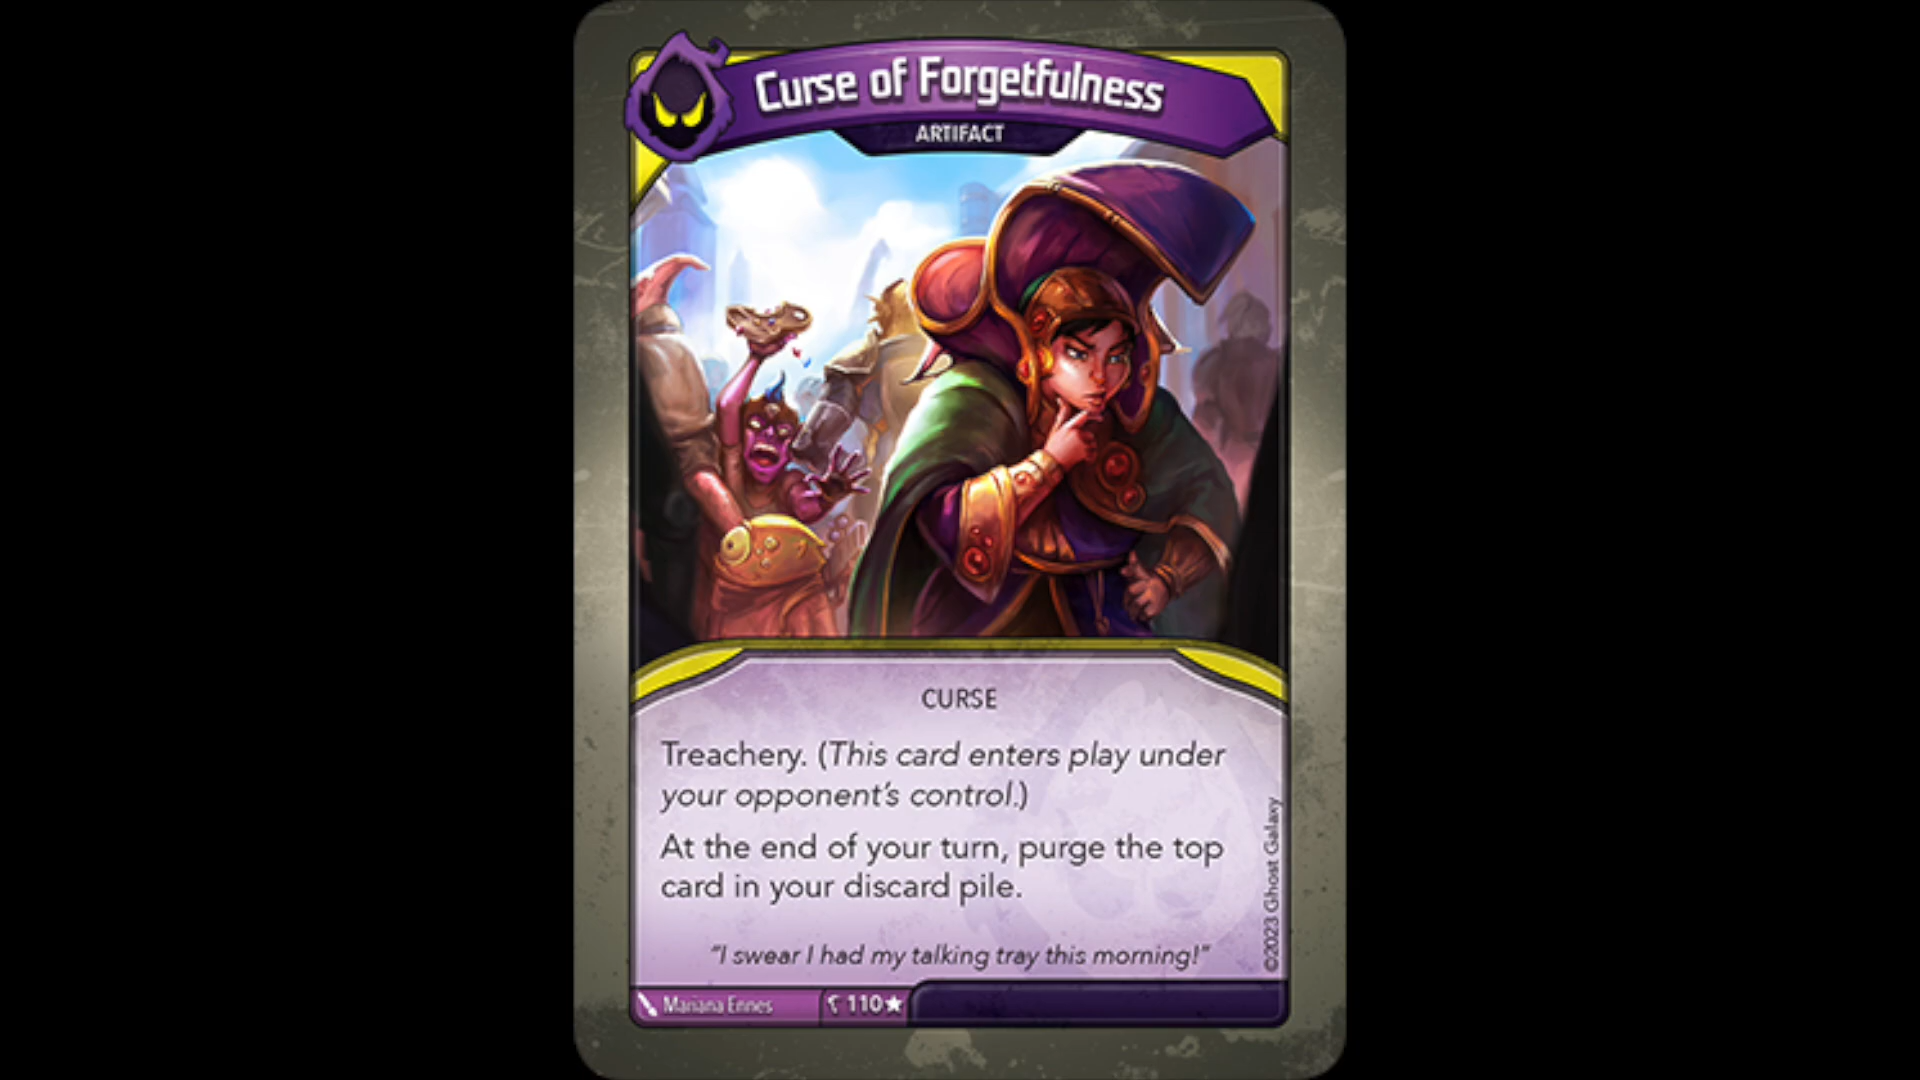 Curse of Forgetfulness
ARTIFACT
CURSE
Treachery. (This card enters play under
your opponent's control.)
At the end of your turn, purge the top
card in your discard pile.
"I swear I had my talking tray this morning!"
©2023 Ghost Galaxy
Mariana Ennes
110★